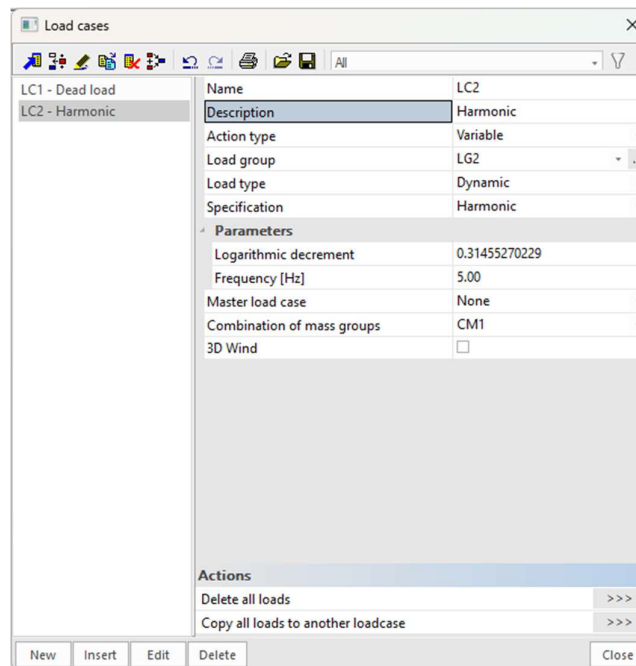 Load cases
All
LC1 - Dead load
LC2 - Harmonic
Name LC2
Description Harmonic
Action type Variable
Load group LG2
Load type Dynamic
Specification Harmonic
Parameters
Logarithmic decrement 0.31455270229
Frequency [Hz] 5.00
Master load case None
Combination of mass groups CM1
3D Wind
Actions
Delete all loads >>>
Copy all loads to another loadcase >>>
New Insert Edit Delete Close